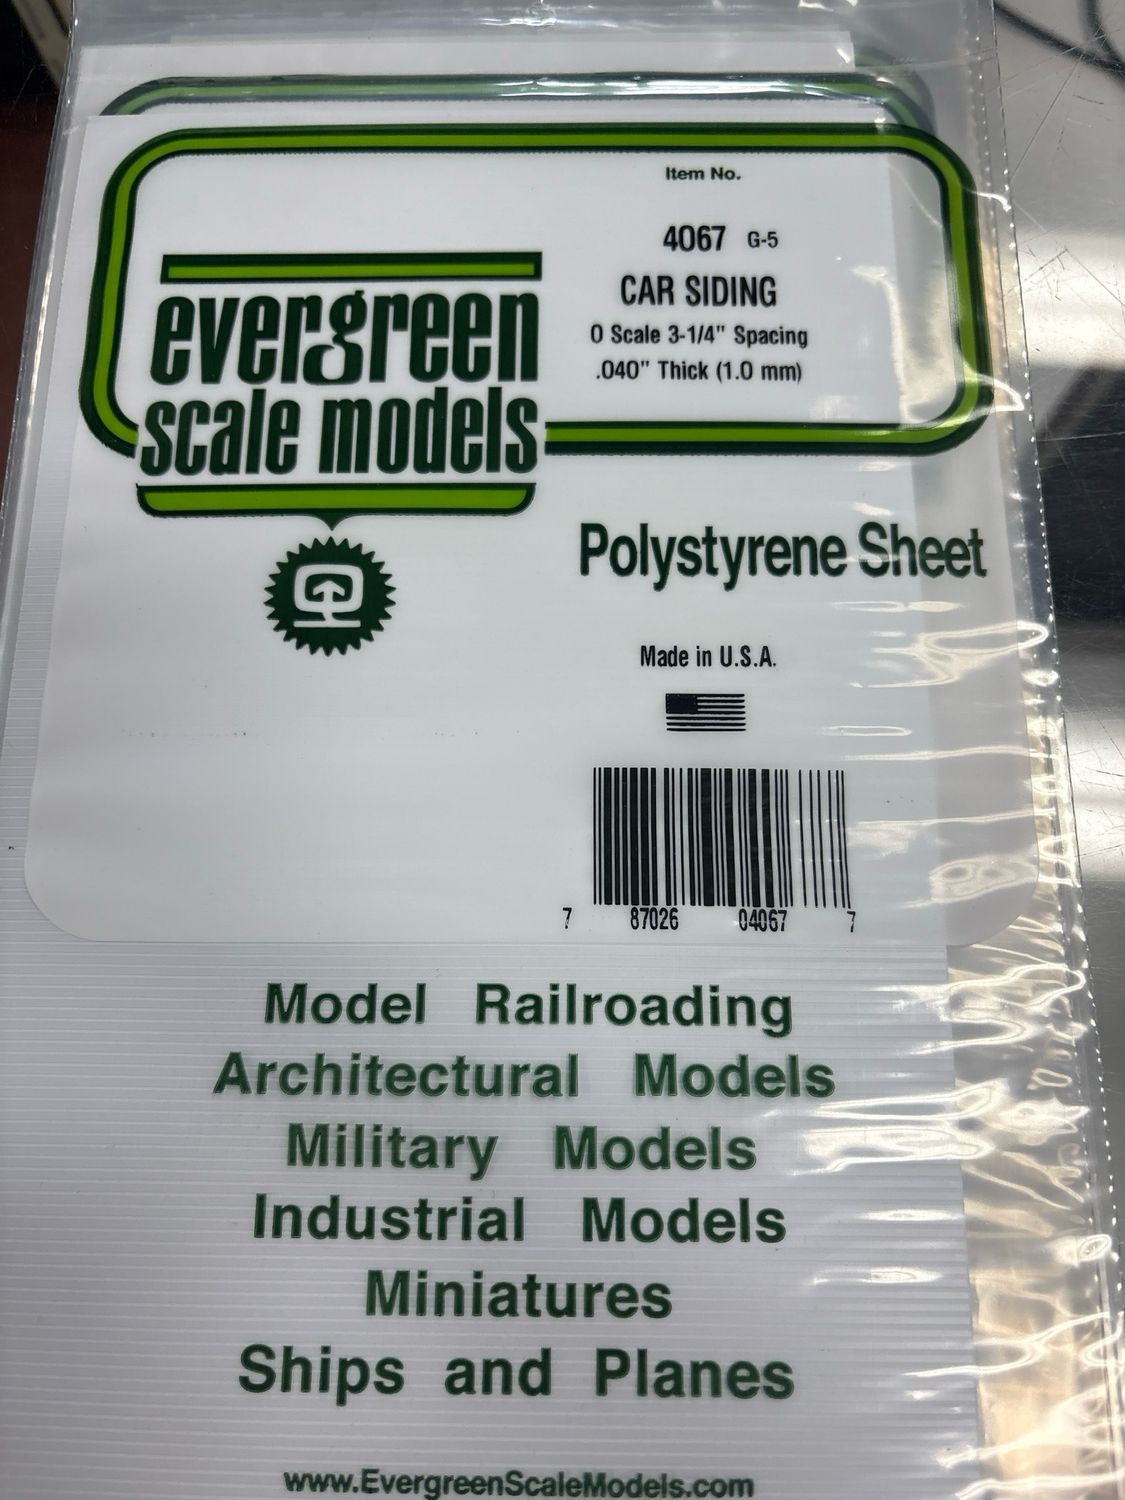 Item No.
4067 G-5
CAR SIDING
O Scale 3-1/4" Spacing
.040" Thick (1.0 mm)
evergreen
scale models
Polystyrene Sheet
Made in U.S.A.
7 87026 04067 7
Model Railroading
Architectural Models
Military Models
Industrial Models
Miniatures
Ships and Planes
www.EvergreenScaleModels.com